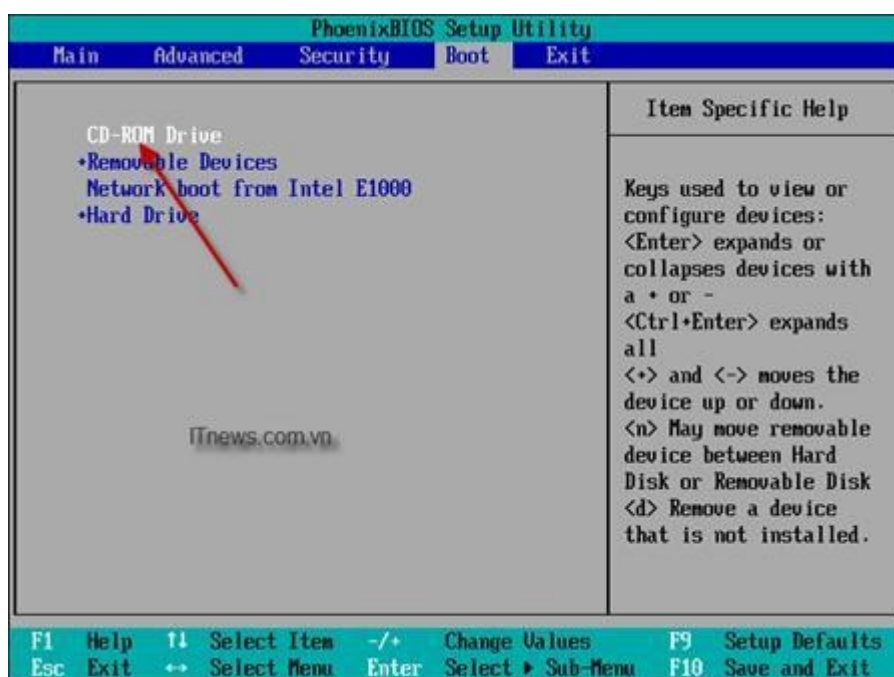 PhoenixBIOS Setup Utility
Main Advanced Security Boot Exit
CD-ROM Drive
+Removable Devices
Network boot from Intel E1000
+Hard Drive
ITnews.com.vn
Item Specific Help
Keys used to view or
configure devices:
<Enter> expands or
collapses devices with
a + or -
<Ctrl+Enter> expands
all
<+> and <-> moves the
device up or down.
<n> May move removable
device between Hard
Disk or Removable Disk
<d> Remove a device
that is not installed.
F1 Help ↑↓ Select Item -/+ Change Values F9 Setup Defaults
Esc Exit ↔ Select Menu Enter Select ▶ Sub-Menu F10 Save and Exit